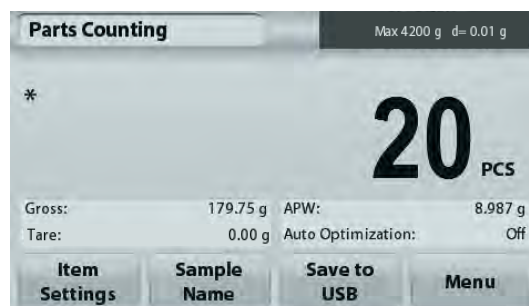 Parts Counting
Max 4200 g d= 0.01 g
*
20 PCS
Gross: 179.75 g APW: 8.987 g
Tare: 0.00 g Auto Optimization: Off
Item Settings
Sample Name
Save to USB
Menu